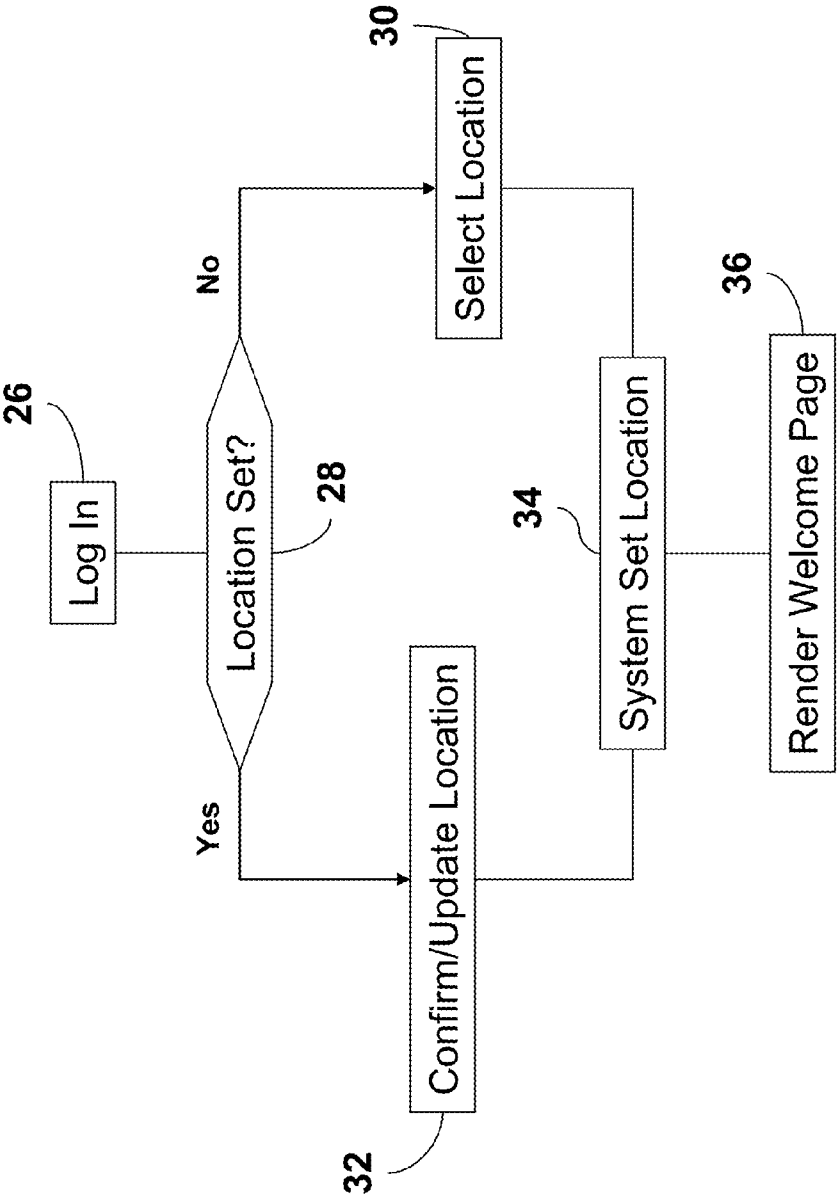 26
Log In
Location Set?
28
Yes
No
32
Confirm/Update Location
30
Select Location
34
System Set Location
36
Render Welcome Page